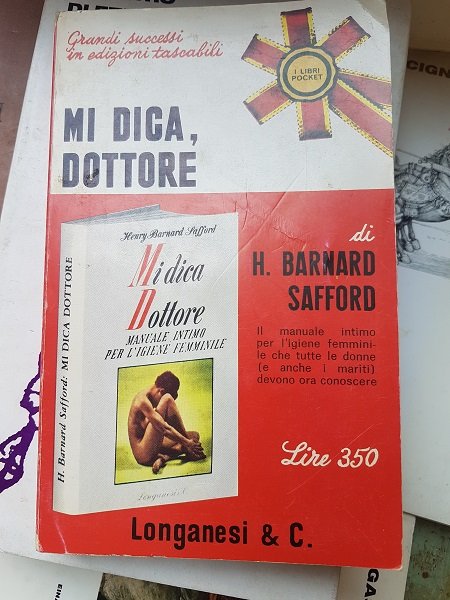 Grandi successi
in edizioni tascabili
I LIBRI
POCKET
MI DICA,
DOTTORE
di
H. BARNARD
SAFFORD
Il manuale intimo
per l'igiene femmini-
le che tutte le donne
(e anche i mariti)
devono ora conoscere
Lire 350
Henry Barnard Safford
Mi dica
Dottore
MANUALE INTIMO
PER L'IGIENE FEMMINILE
Longanesi & C.
H. Barnard Safford: MI DICA DOTTORE
Longanesi & C.
CIGN